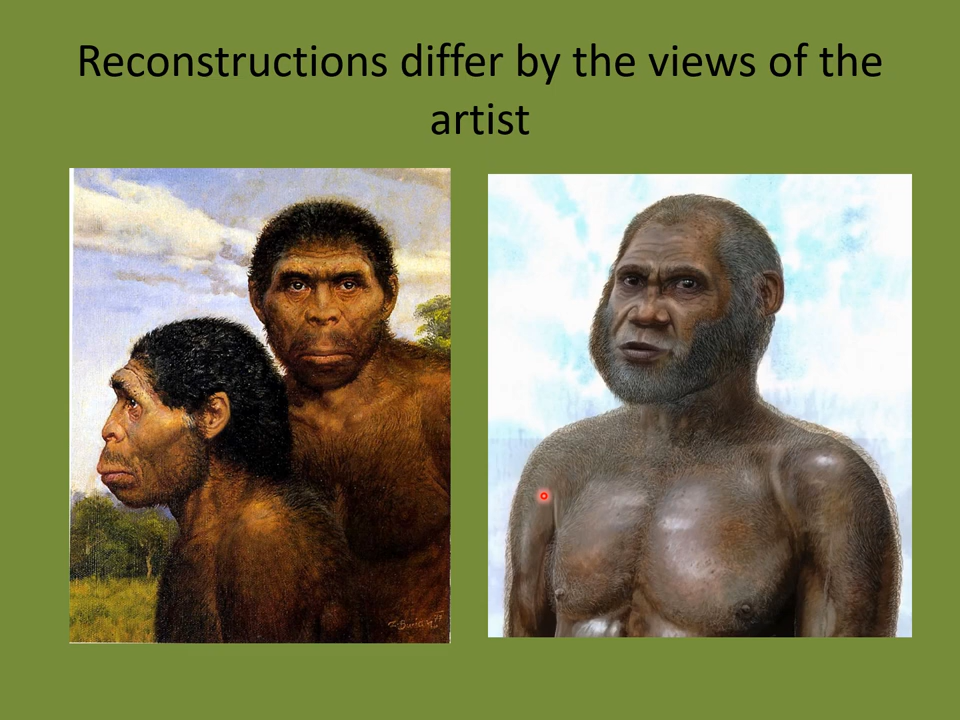 Reconstructions differ by the views of the
artist